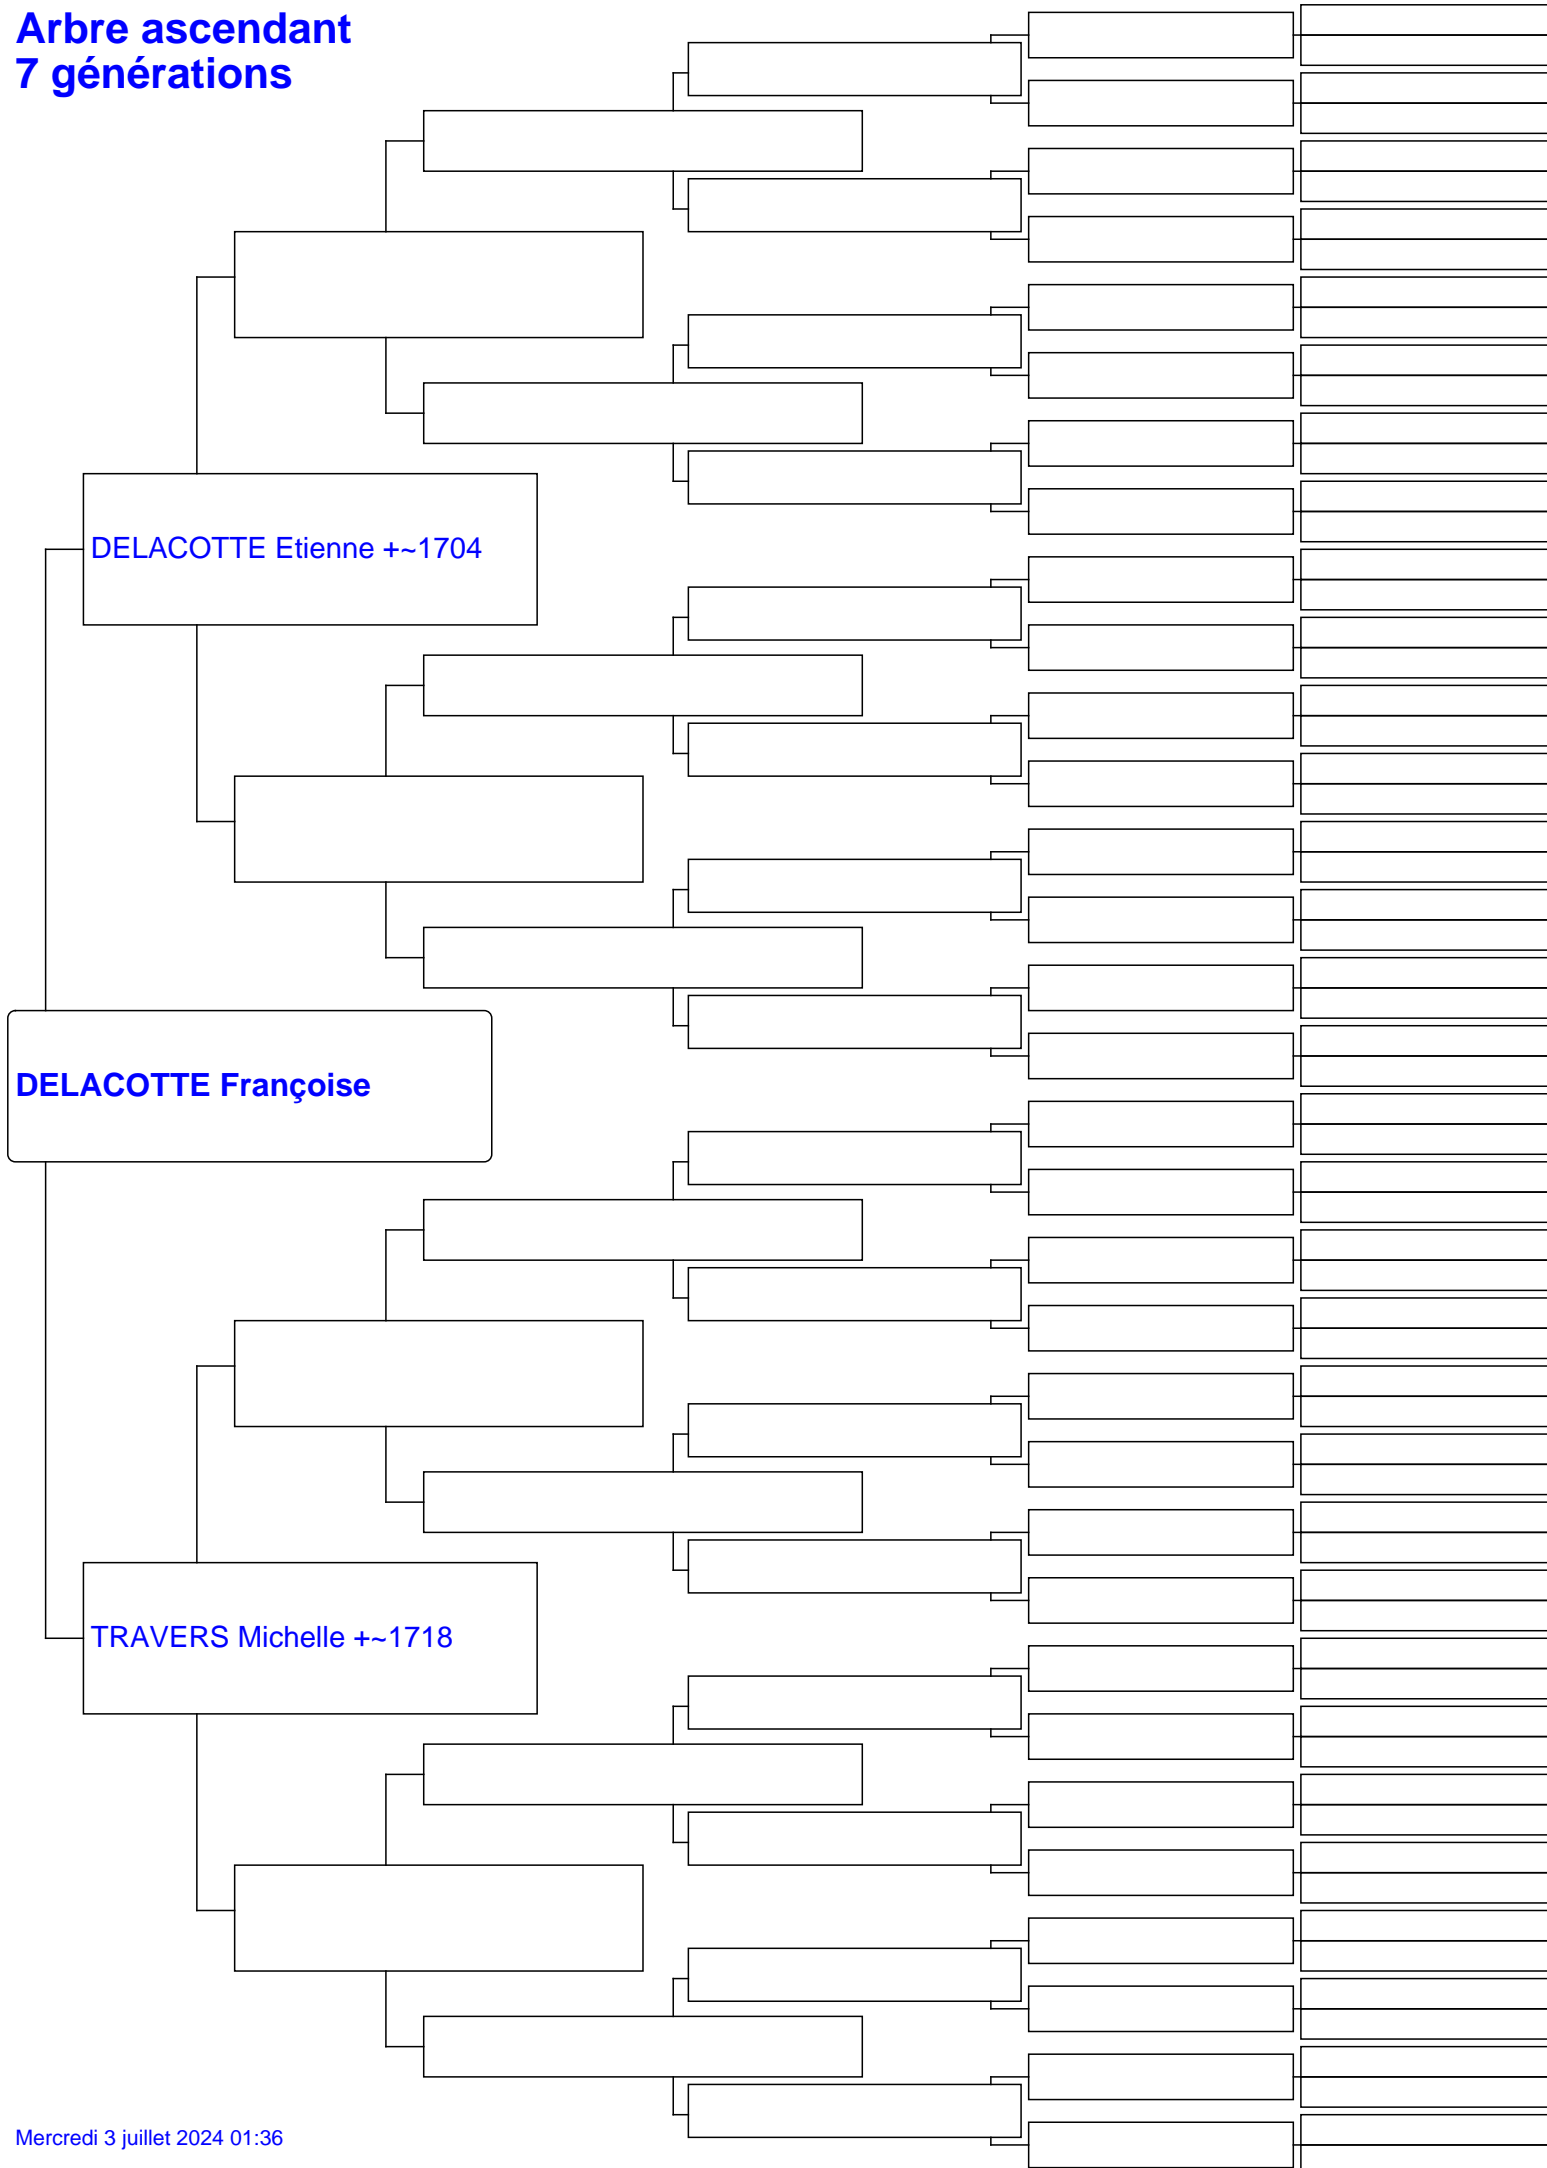 Arbre ascendant
7 générations
DELACOTTE Etienne +~1704
DELACOTTE Françoise
TRAVERS Michelle +~1718
Mercredi 3 juillet 2024 01:36